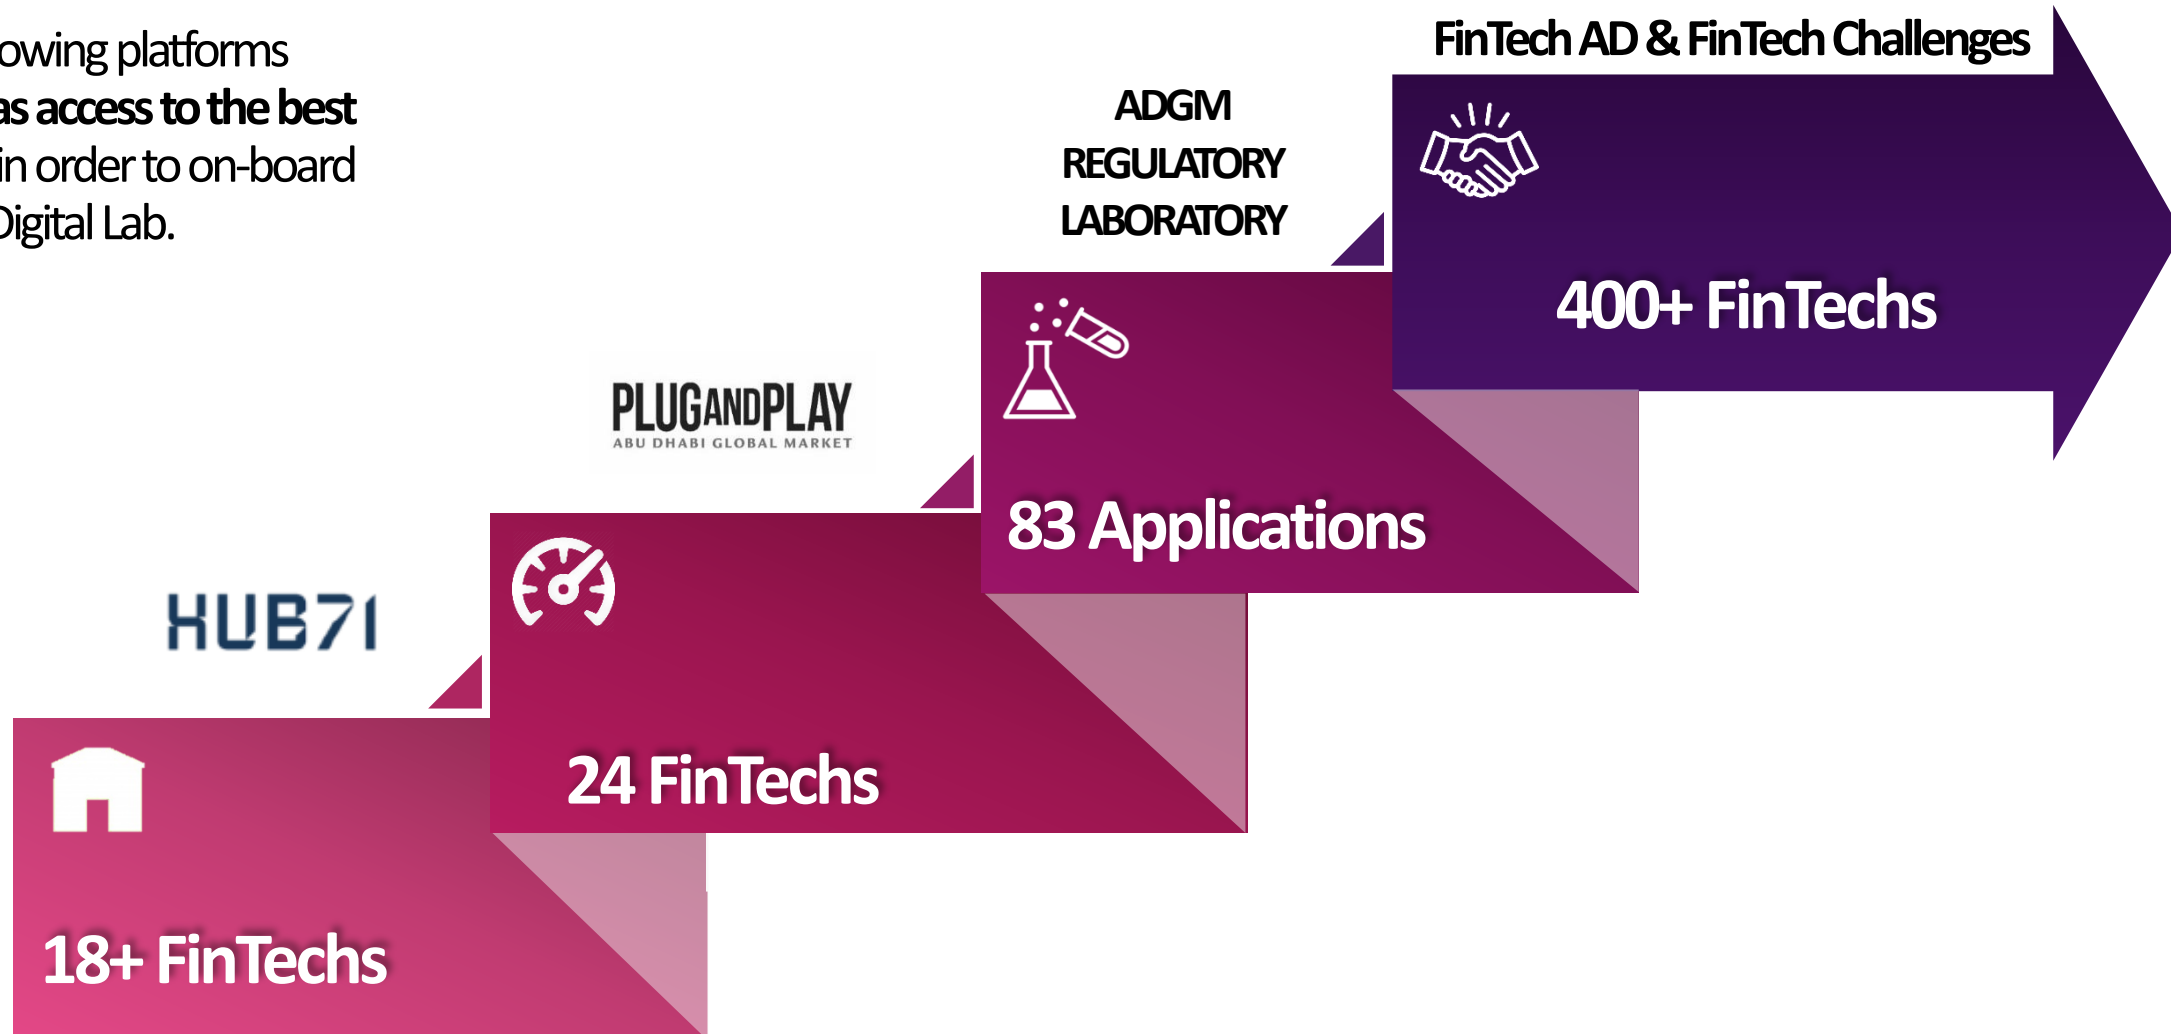 owing platforms
as access to the best
in order to on-board
Digital Lab.
FinTech AD & FinTech Challenges
ADGM
REGULATORY
LABORATORY
400+ FinTechs
PLUGANDPLAY
ABU DHABI GLOBAL MARKET
83 Applications
HUB71
24 FinTechs
18+ FinTechs